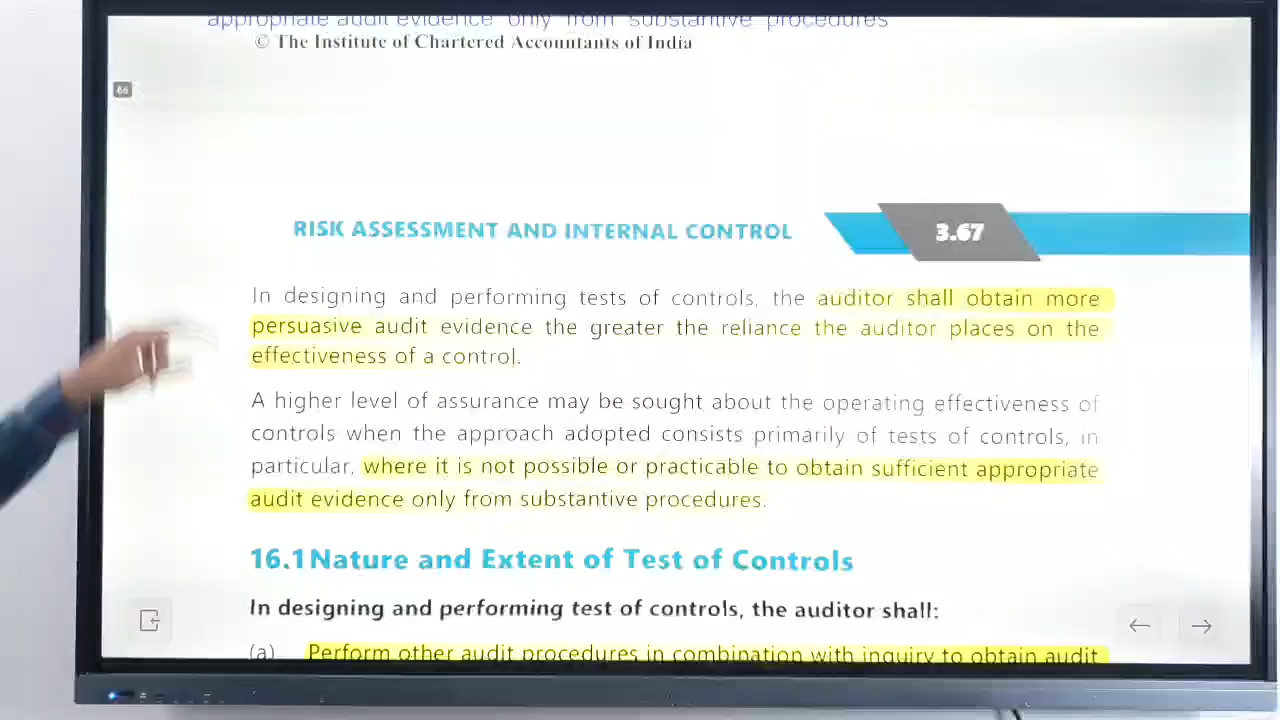 appropriate audit evidence only from substantive procedures
© The Institute of Chartered Accountants of India
66
RISK ASSESSMENT AND INTERNAL CONTROL 3.67
In designing and performing tests of controls, the auditor shall obtain more
persuasive audit evidence the greater the reliance the auditor places on the
effectiveness of a control.
A higher level of assurance may be sought about the operating effectiveness of
controls when the approach adopted consists primarily of tests of controls, in
particular, where it is not possible or practicable to obtain sufficient appropriate
audit evidence only from substantive procedures.
16.1 Nature and Extent of Test of Controls
In designing and performing test of controls, the auditor shall:
(a) Perform other audit procedures in combination with inquiry to obtain audit